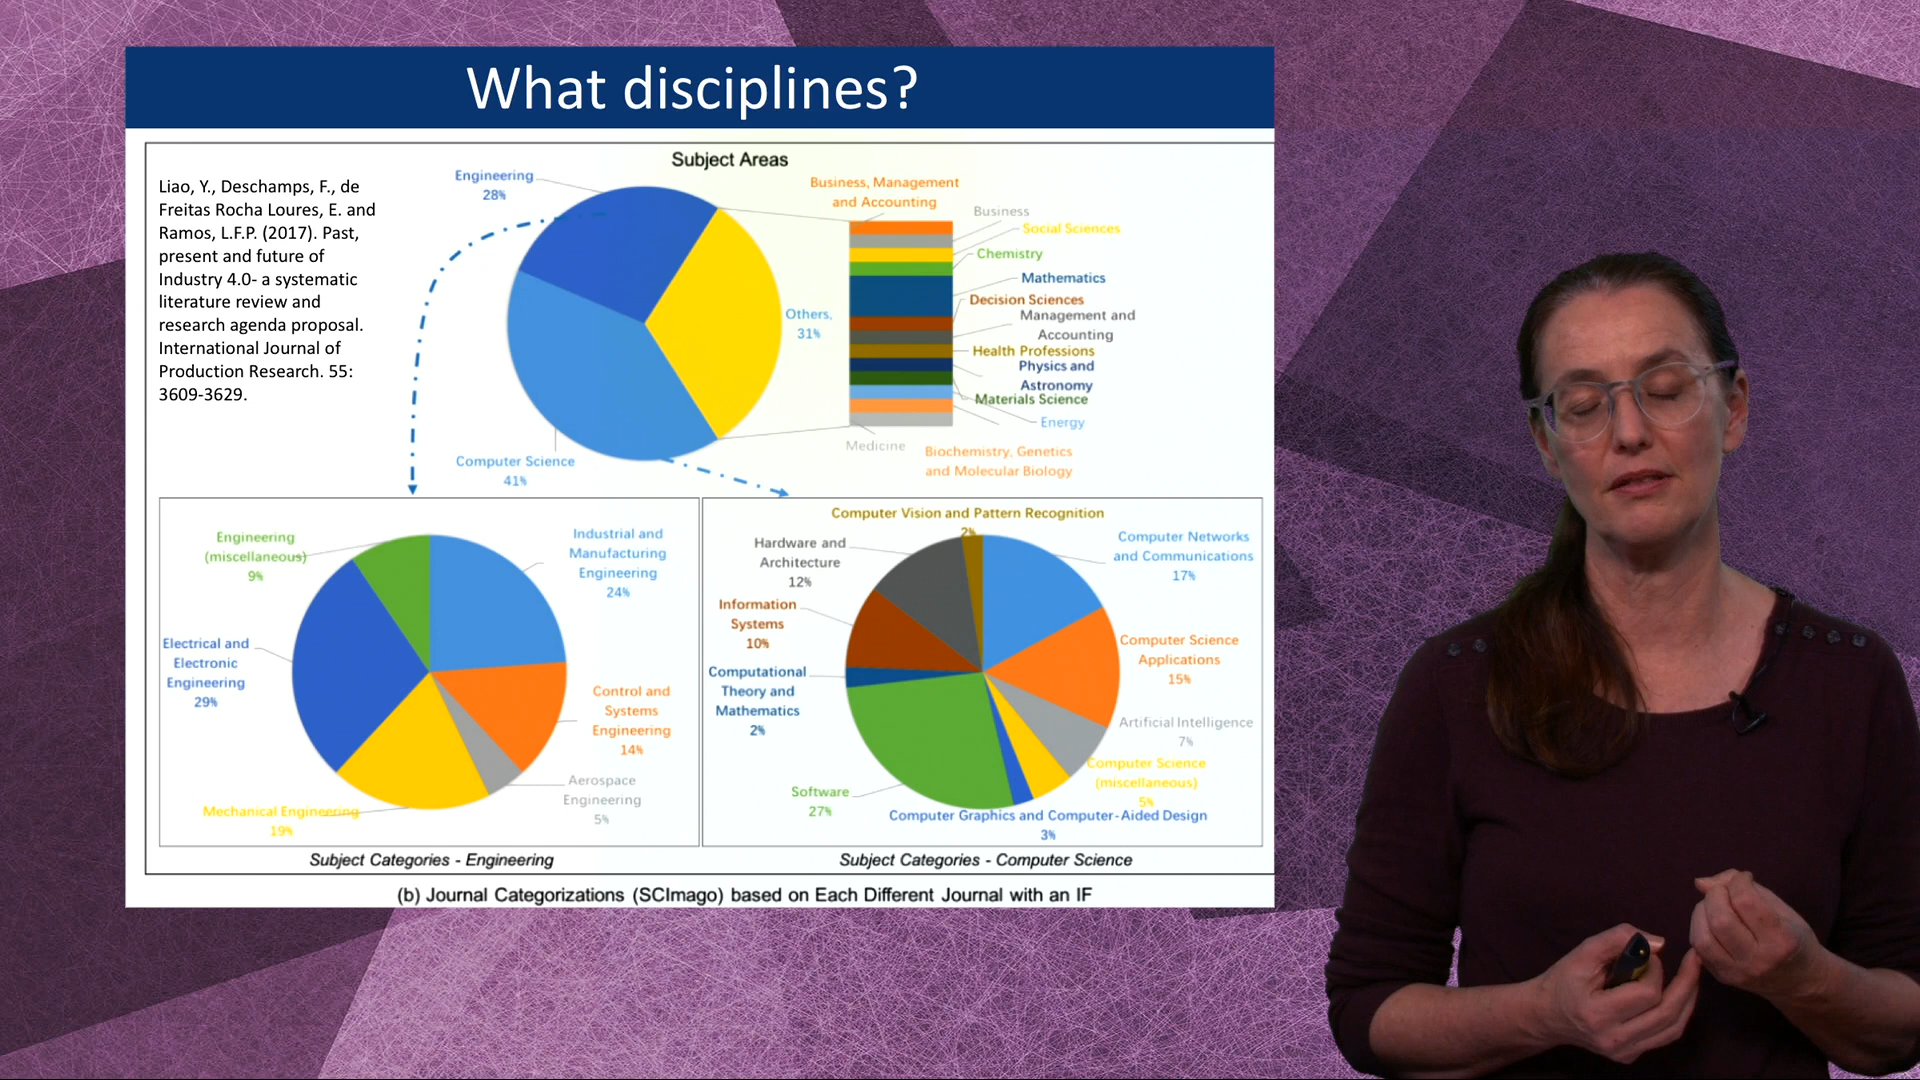 What disciplines?
Liao, Y., Deschamps, F., de
Freitas Rocha Loures, E. and
Ramos, L.F.P. (2017). Past,
present and future of
Industry 4.0- a systematic
literature review and
research agenda proposal.
International Journal of
Production Research. 55:
3609-3629.
Subject Areas
Engineering
28%
Others,
31%
Computer Science
41%
Business, Management
and Accounting
Business
Social Sciences
Chemistry
Mathematics
Decision Sciences
Management and
Accounting
Health Professions
Physics and
Astronomy
Materials Science
Energy
Medicine
Biochemistry, Genetics
and Molecular Biology
Engineering
(miscellaneous)
9%
Industrial and
Manufacturing
Engineering
24%
Electrical and
Electronic
Engineering
29%
Control and
Systems
Engineering
14%
Aerospace
Engineering
5%
Mechanical Engineering
19%
Subject Categories - Engineering
Computer Vision and Pattern Recognition
2%
Hardware and
Architecture
12%
Computer Networks
and Communications
17%
Information
Systems
10%
Computer Science
Applications
15%
Computational
Theory and
Mathematics
2%
Artificial Intelligence
7%
Computer Science
(miscellaneous)
5%
Software
27%
Computer Graphics and Computer-Aided Design
3%
Subject Categories - Computer Science
(b) Journal Categorizations (SCImago) based on Each Different Journal with an IF